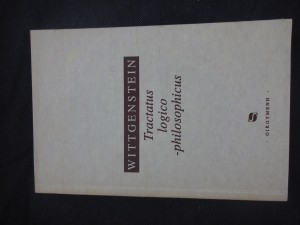 WITTGENSTEIN
Tractatus
logico
-philosophicus
· OIKOYMENH ·